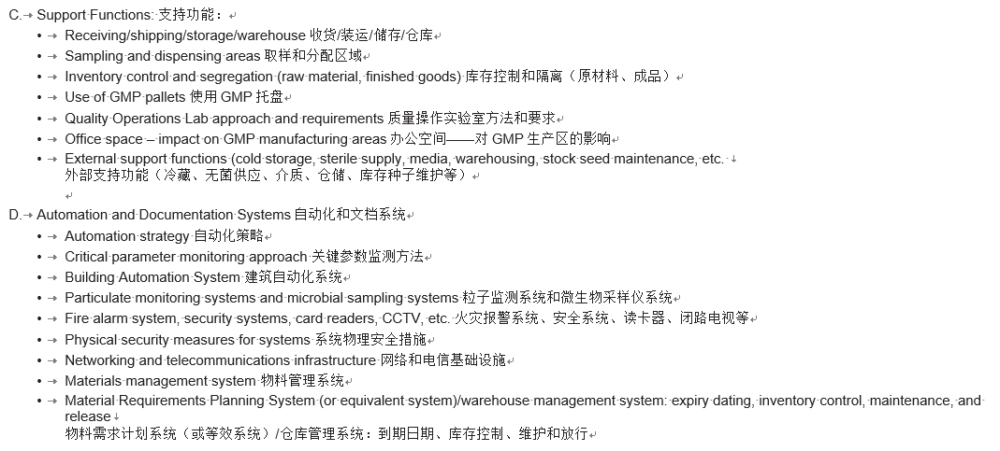 C. Support Functions: 支持功能：
• Receiving/shipping/storage/warehouse 收货/装运/储存/仓库
• Sampling and dispensing areas 取样和分配区域
• Inventory control and segregation (raw material, finished goods) 库存控制和隔离（原材料、成品）
• Use of GMP pallets 使用 GMP 托盘
• Quality Operations Lab approach and requirements 质量操作实验室方法和要求
• Office space – impact on GMP manufacturing areas 办公空间——对 GMP 生产区的影响
• External support functions (cold storage, sterile supply, media, warehousing, stock seed maintenance, etc.
外部支持功能（冷藏、无菌供应、介质、仓储、库存种子维护等）
D. Automation and Documentation Systems 自动化和文档系统
• Automation strategy 自动化策略
• Critical parameter monitoring approach 关键参数监测方法
• Building Automation System 建筑自动化系统
• Particulate monitoring systems and microbial sampling systems 粒子监测系统和微生物采样仪系统
• Fire alarm system, security systems, card readers, CCTV, etc. 火灾报警系统、安全系统、读卡器、闭路电视等
• Physical security measures for systems 系统物理安全措施
• Networking and telecommunications infrastructure 网络和电信基础设施
• Materials management system 物料管理系统
• Material Requirements Planning System (or equivalent system)/warehouse management system: expiry dating, inventory control, maintenance, and
release
物料需求计划系统（或等效系统）/仓库管理系统：到期日期、库存控制、维护和放行